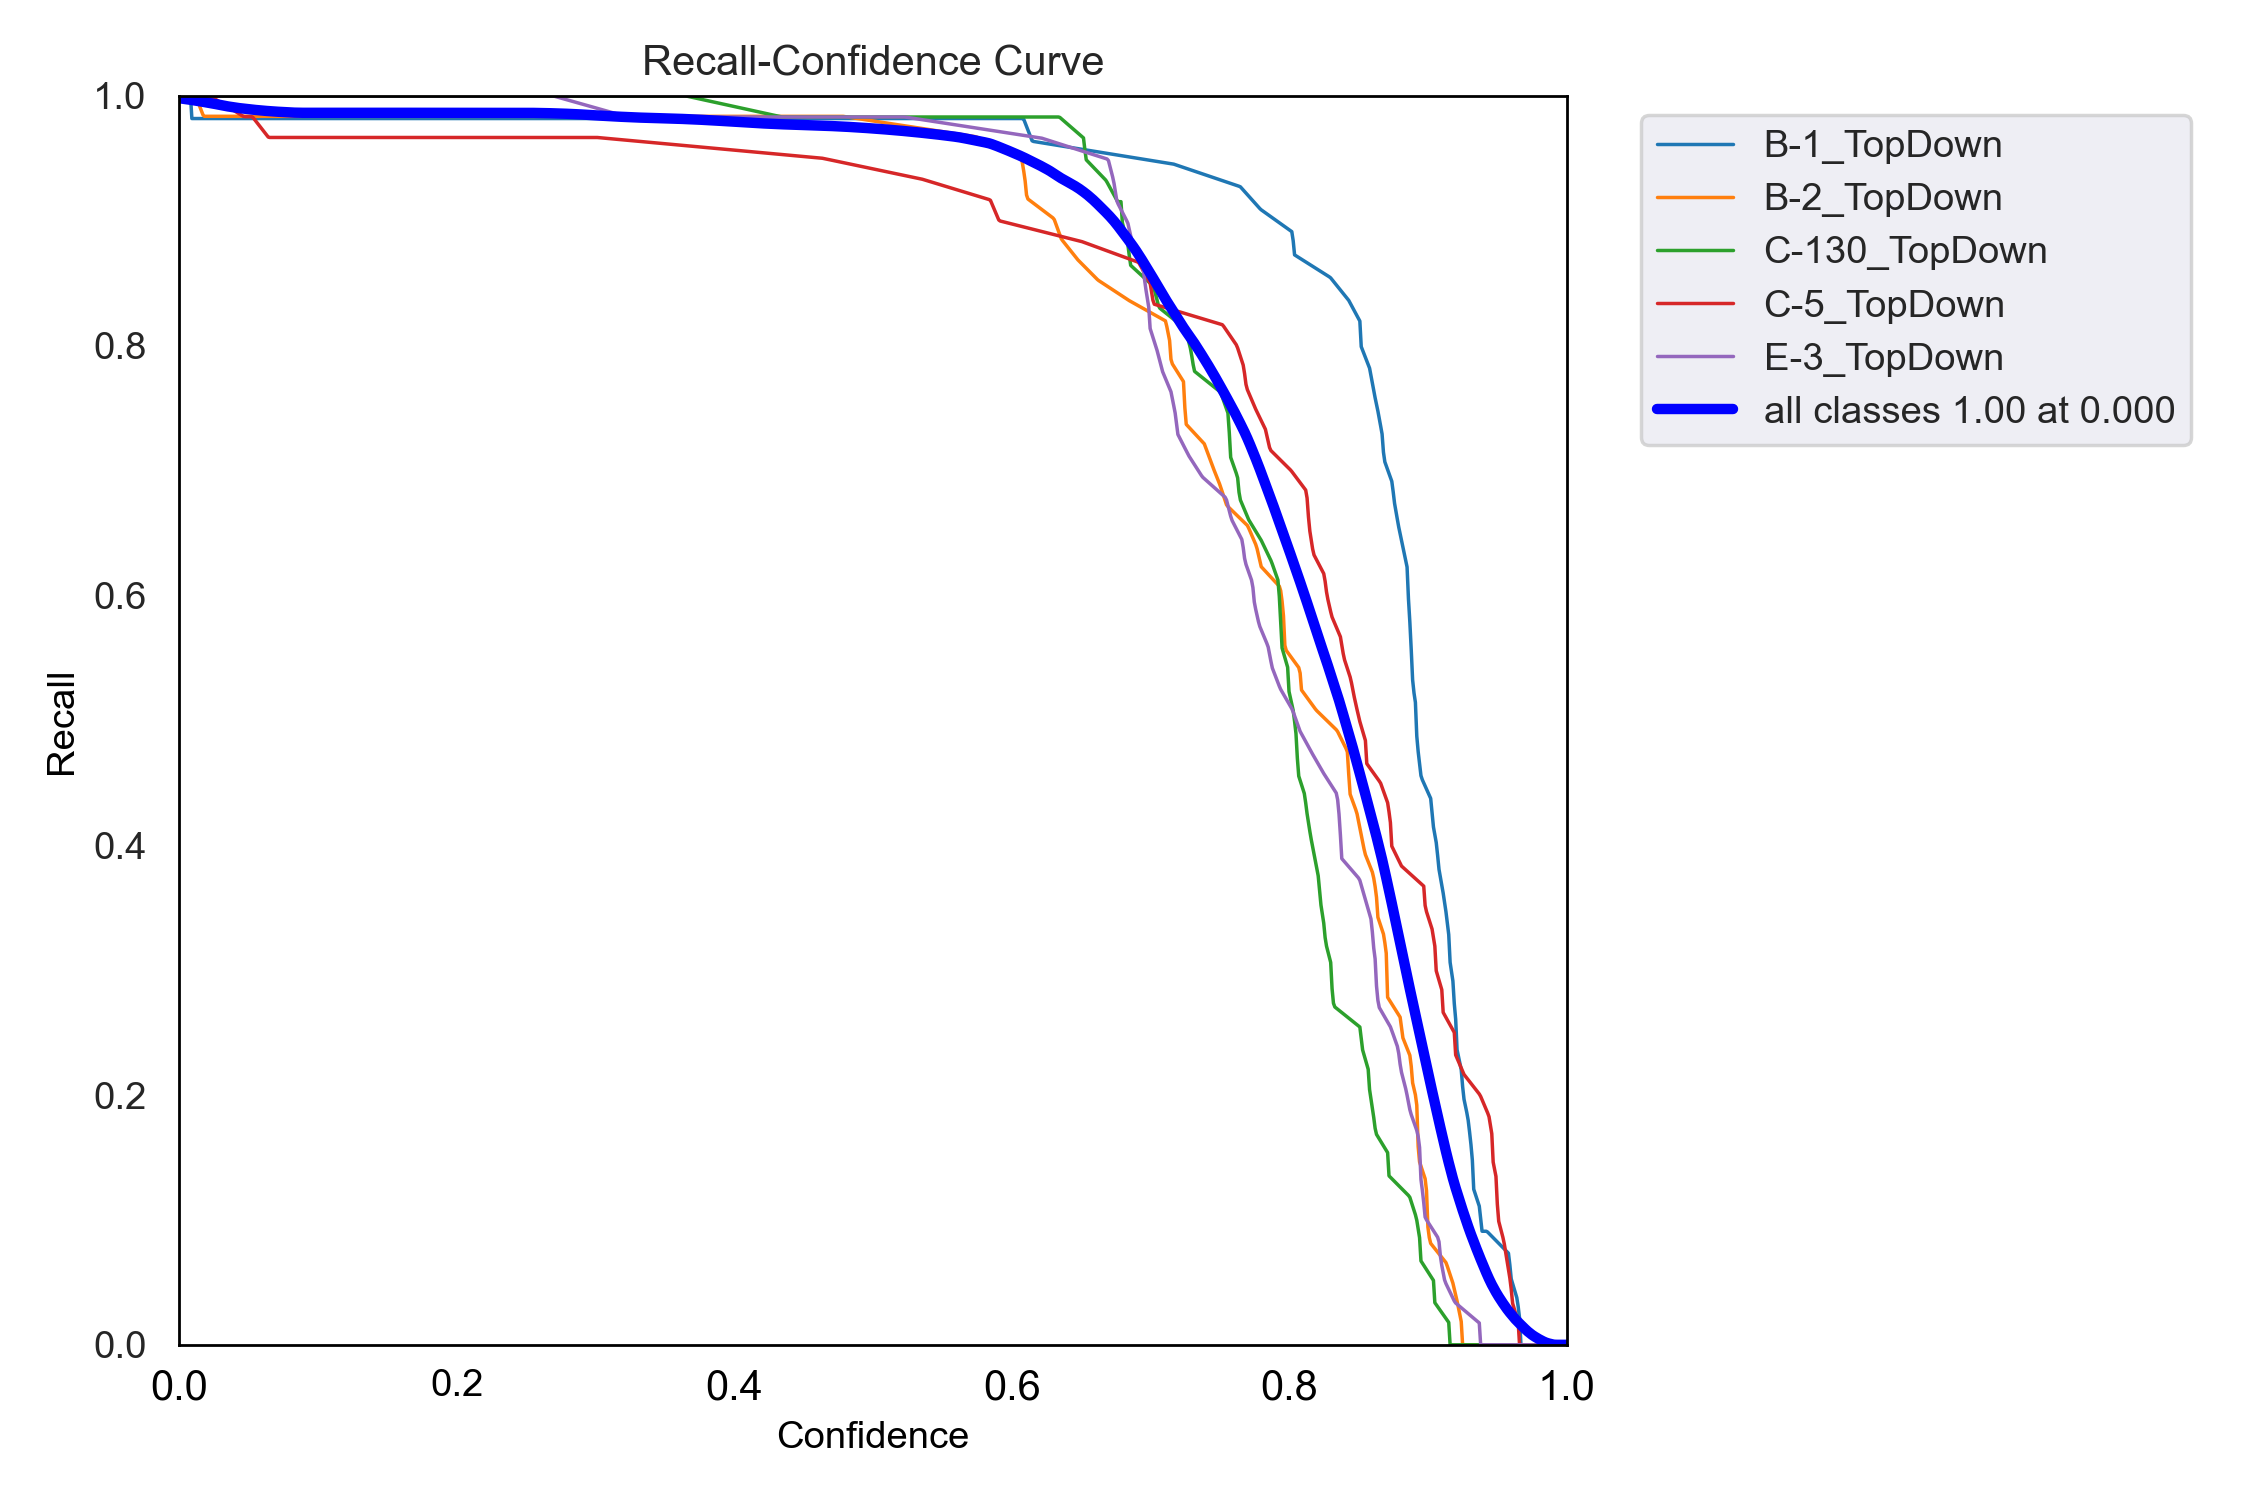 Recall-Confidence Curve
1.0
0.8
0.6
0.4
0.2
0.0
Recall
0.0 0.2 0.4 0.6 0.8 1.0
Confidence
B-1_TopDown
B-2_TopDown
C-130_TopDown
C-5_TopDown
E-3_TopDown
all classes 1.00 at 0.000